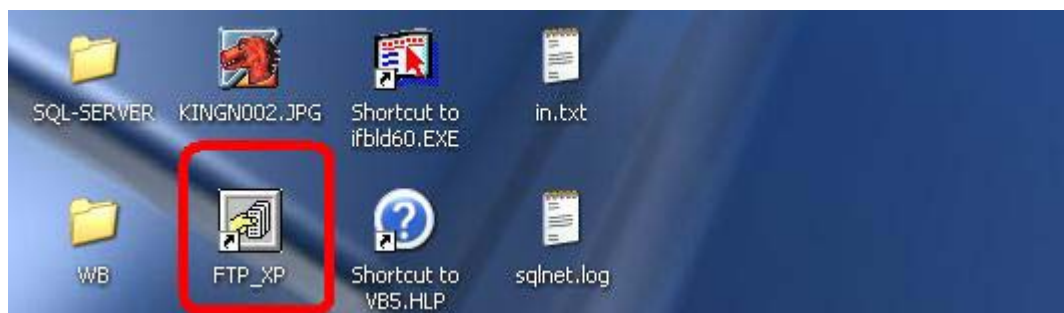 SQL-SERVER
KINGN002.JPG
Shortcut to
ifbld60.EXE
in.txt
WB
FTP_XP
Shortcut to
VB5.HLP
sqlnet.log